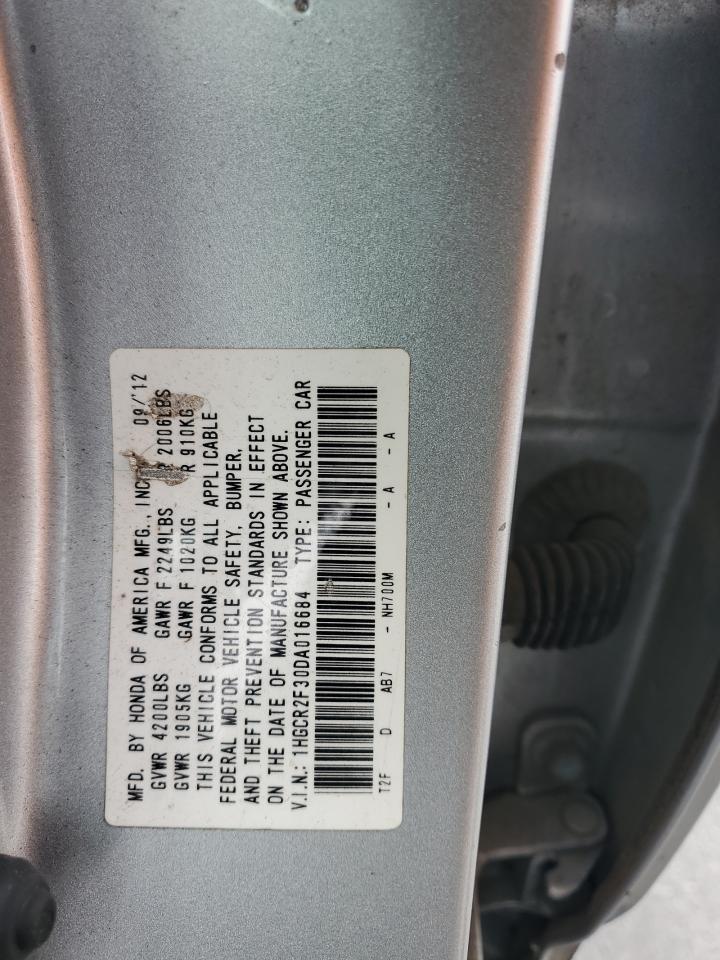 MFD. BY HONDA OF AMERICA MFG., INC. 09/12
GVWR 4200LBS GAWR F 2249LBS R 2006LBS
GVWR 1905KG GAWR F 1020KG R 910KG
THIS VEHICLE CONFORMS TO ALL APPLICABLE
FEDERAL MOTOR VEHICLE SAFETY, BUMPER,
AND THEFT PREVENTION STANDARDS IN EFFECT
ON THE DATE OF MANUFACTURE SHOWN ABOVE.
V.I.N.: 1HGCR2F30DA016684 TYPE: PASSENGER CAR
T2F D AB7 - NH700M - A - A